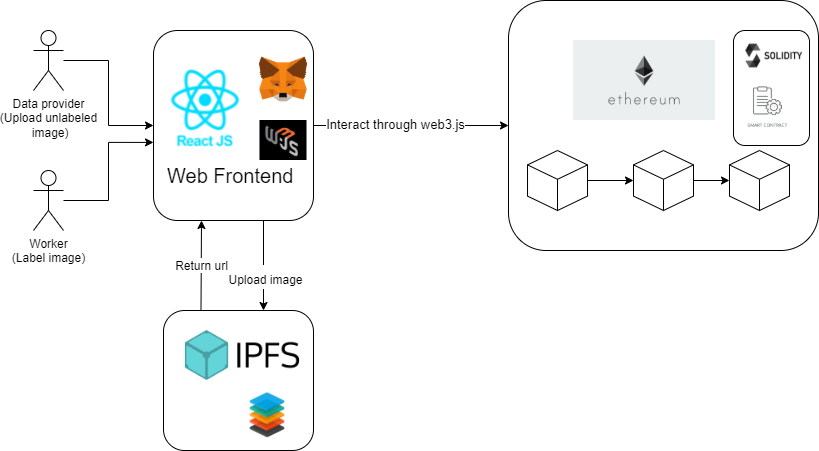 Data provider
(Upload unlabeled
image)
Worker
(Label image)
React JS
W3JS
Web Frontend
Interact through web3.js
ethereum
SOLIDITY
SMART CONTRACT
Return url
Upload image
IPFS